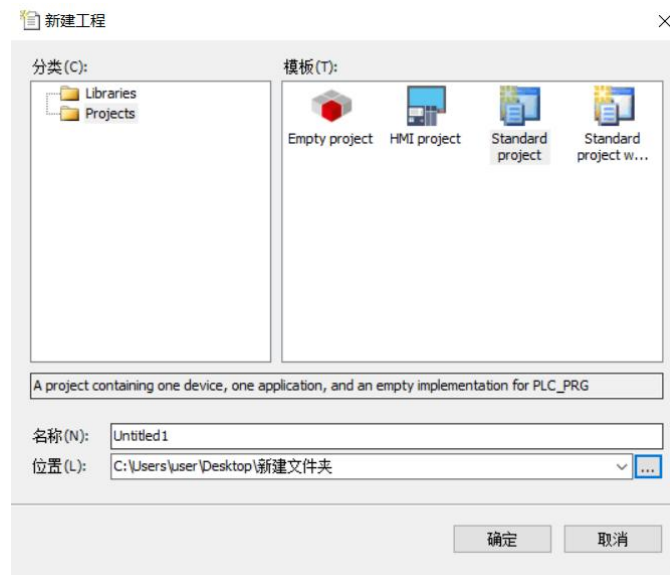 新建工程
分类(C):
模板(T):
Libraries
Projects
Empty project
HMI project
Standard
project
Standard
project w...
A project containing one device, one application, and an empty implementation for PLC_PRG
名称(N):
Untitled1
位置(L):
C:\Users\user\Desktop\新建文件夹
...
确定
取消